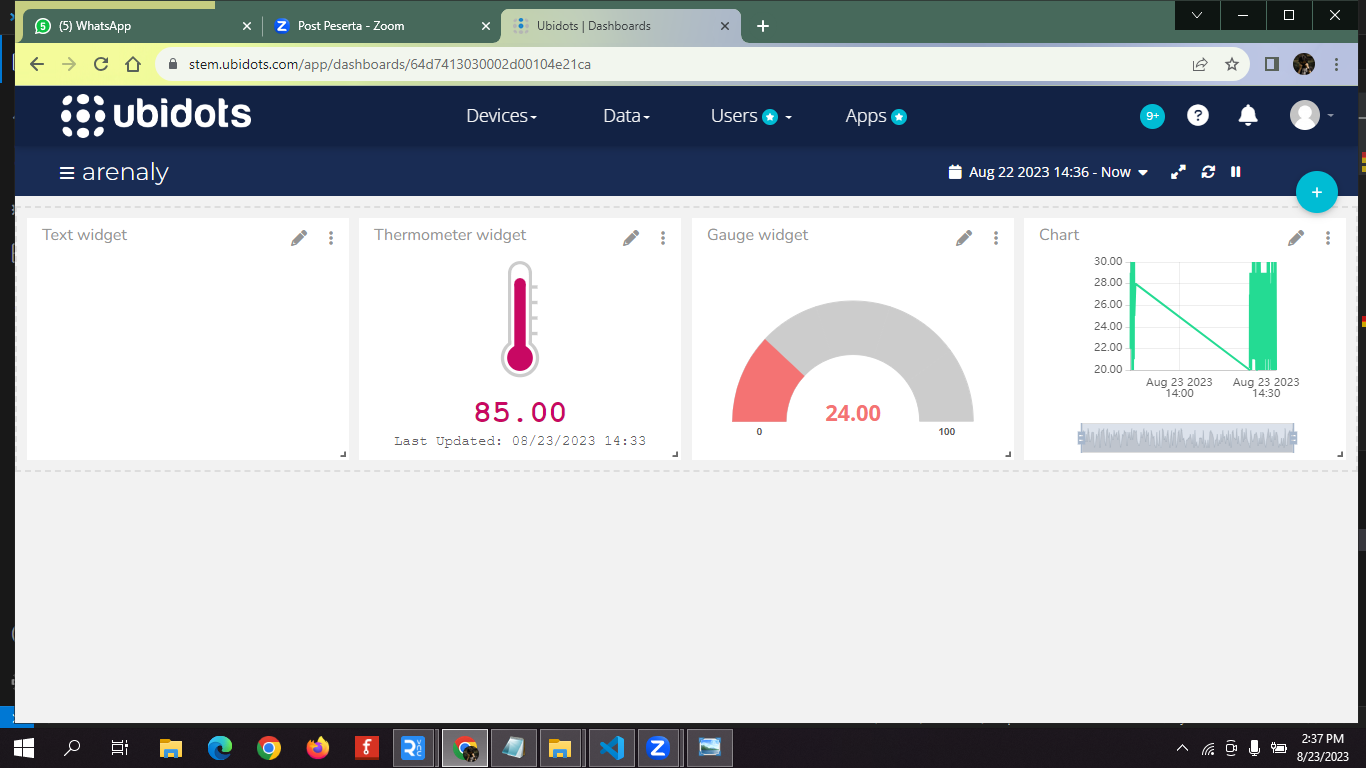 (5) WhatsApp
Post Peserta - Zoom
Ubidots | Dashboards
stem.ubidots.com/app/dashboards/64d7413030002d00104e21ca
ubidots
Devices
Data
Users
Apps
9+
arenaly
Aug 22 2023 14:36 - Now
Text widget
Thermometer widget
85.00
Last Updated: 08/23/2023 14:33
Gauge widget
24.00
0
100
Chart
30.00
28.00
26.00
24.00
22.00
20.00
Aug 23 2023
14:00
Aug 23 2023
14:30
2:37 PM
8/23/2023